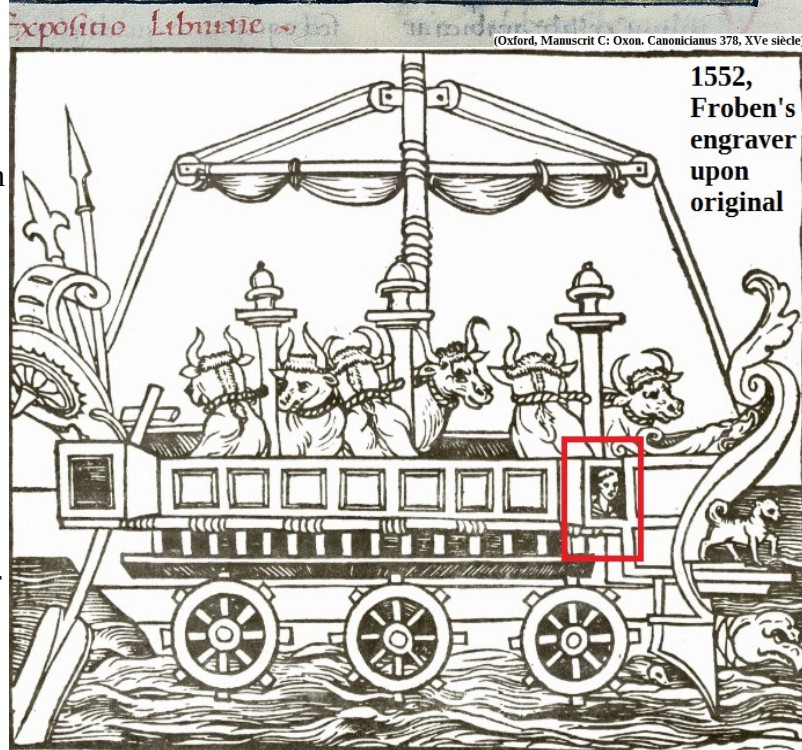 Expositio Liburne
(Oxford, Manuscrit C: Oxon. Canonicianus 378, XVe siècle)
1552,
Froben's
engraver
upon
original